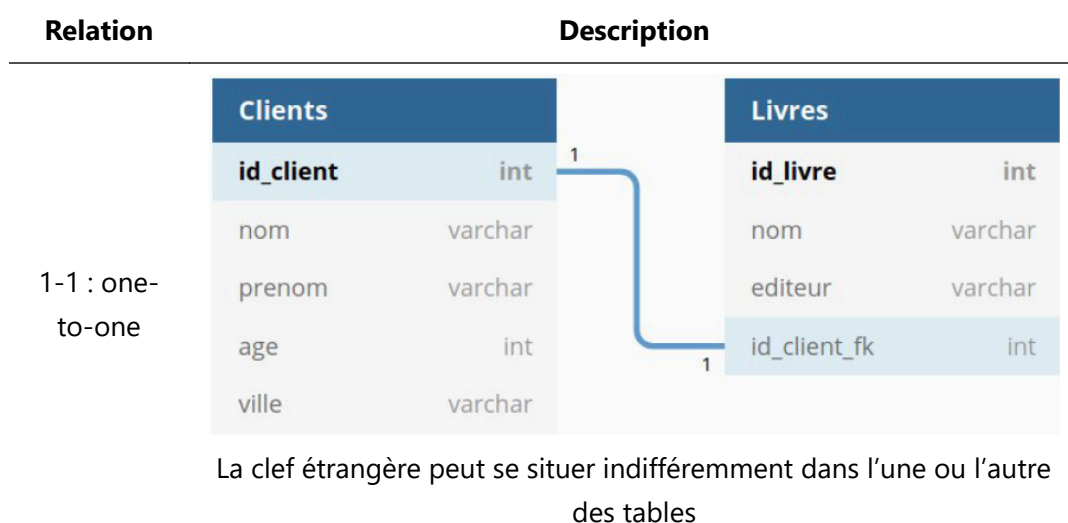 Relation Description
Clients
id_client int
nom varchar
prenom varchar
age int
ville varchar
1
1
Livres
id_livre int
nom varchar
editeur varchar
id_client_fk int
1-1 : one-
to-one
La clef étrangère peut se situer indifféremment dans l’une ou l’autre
des tables